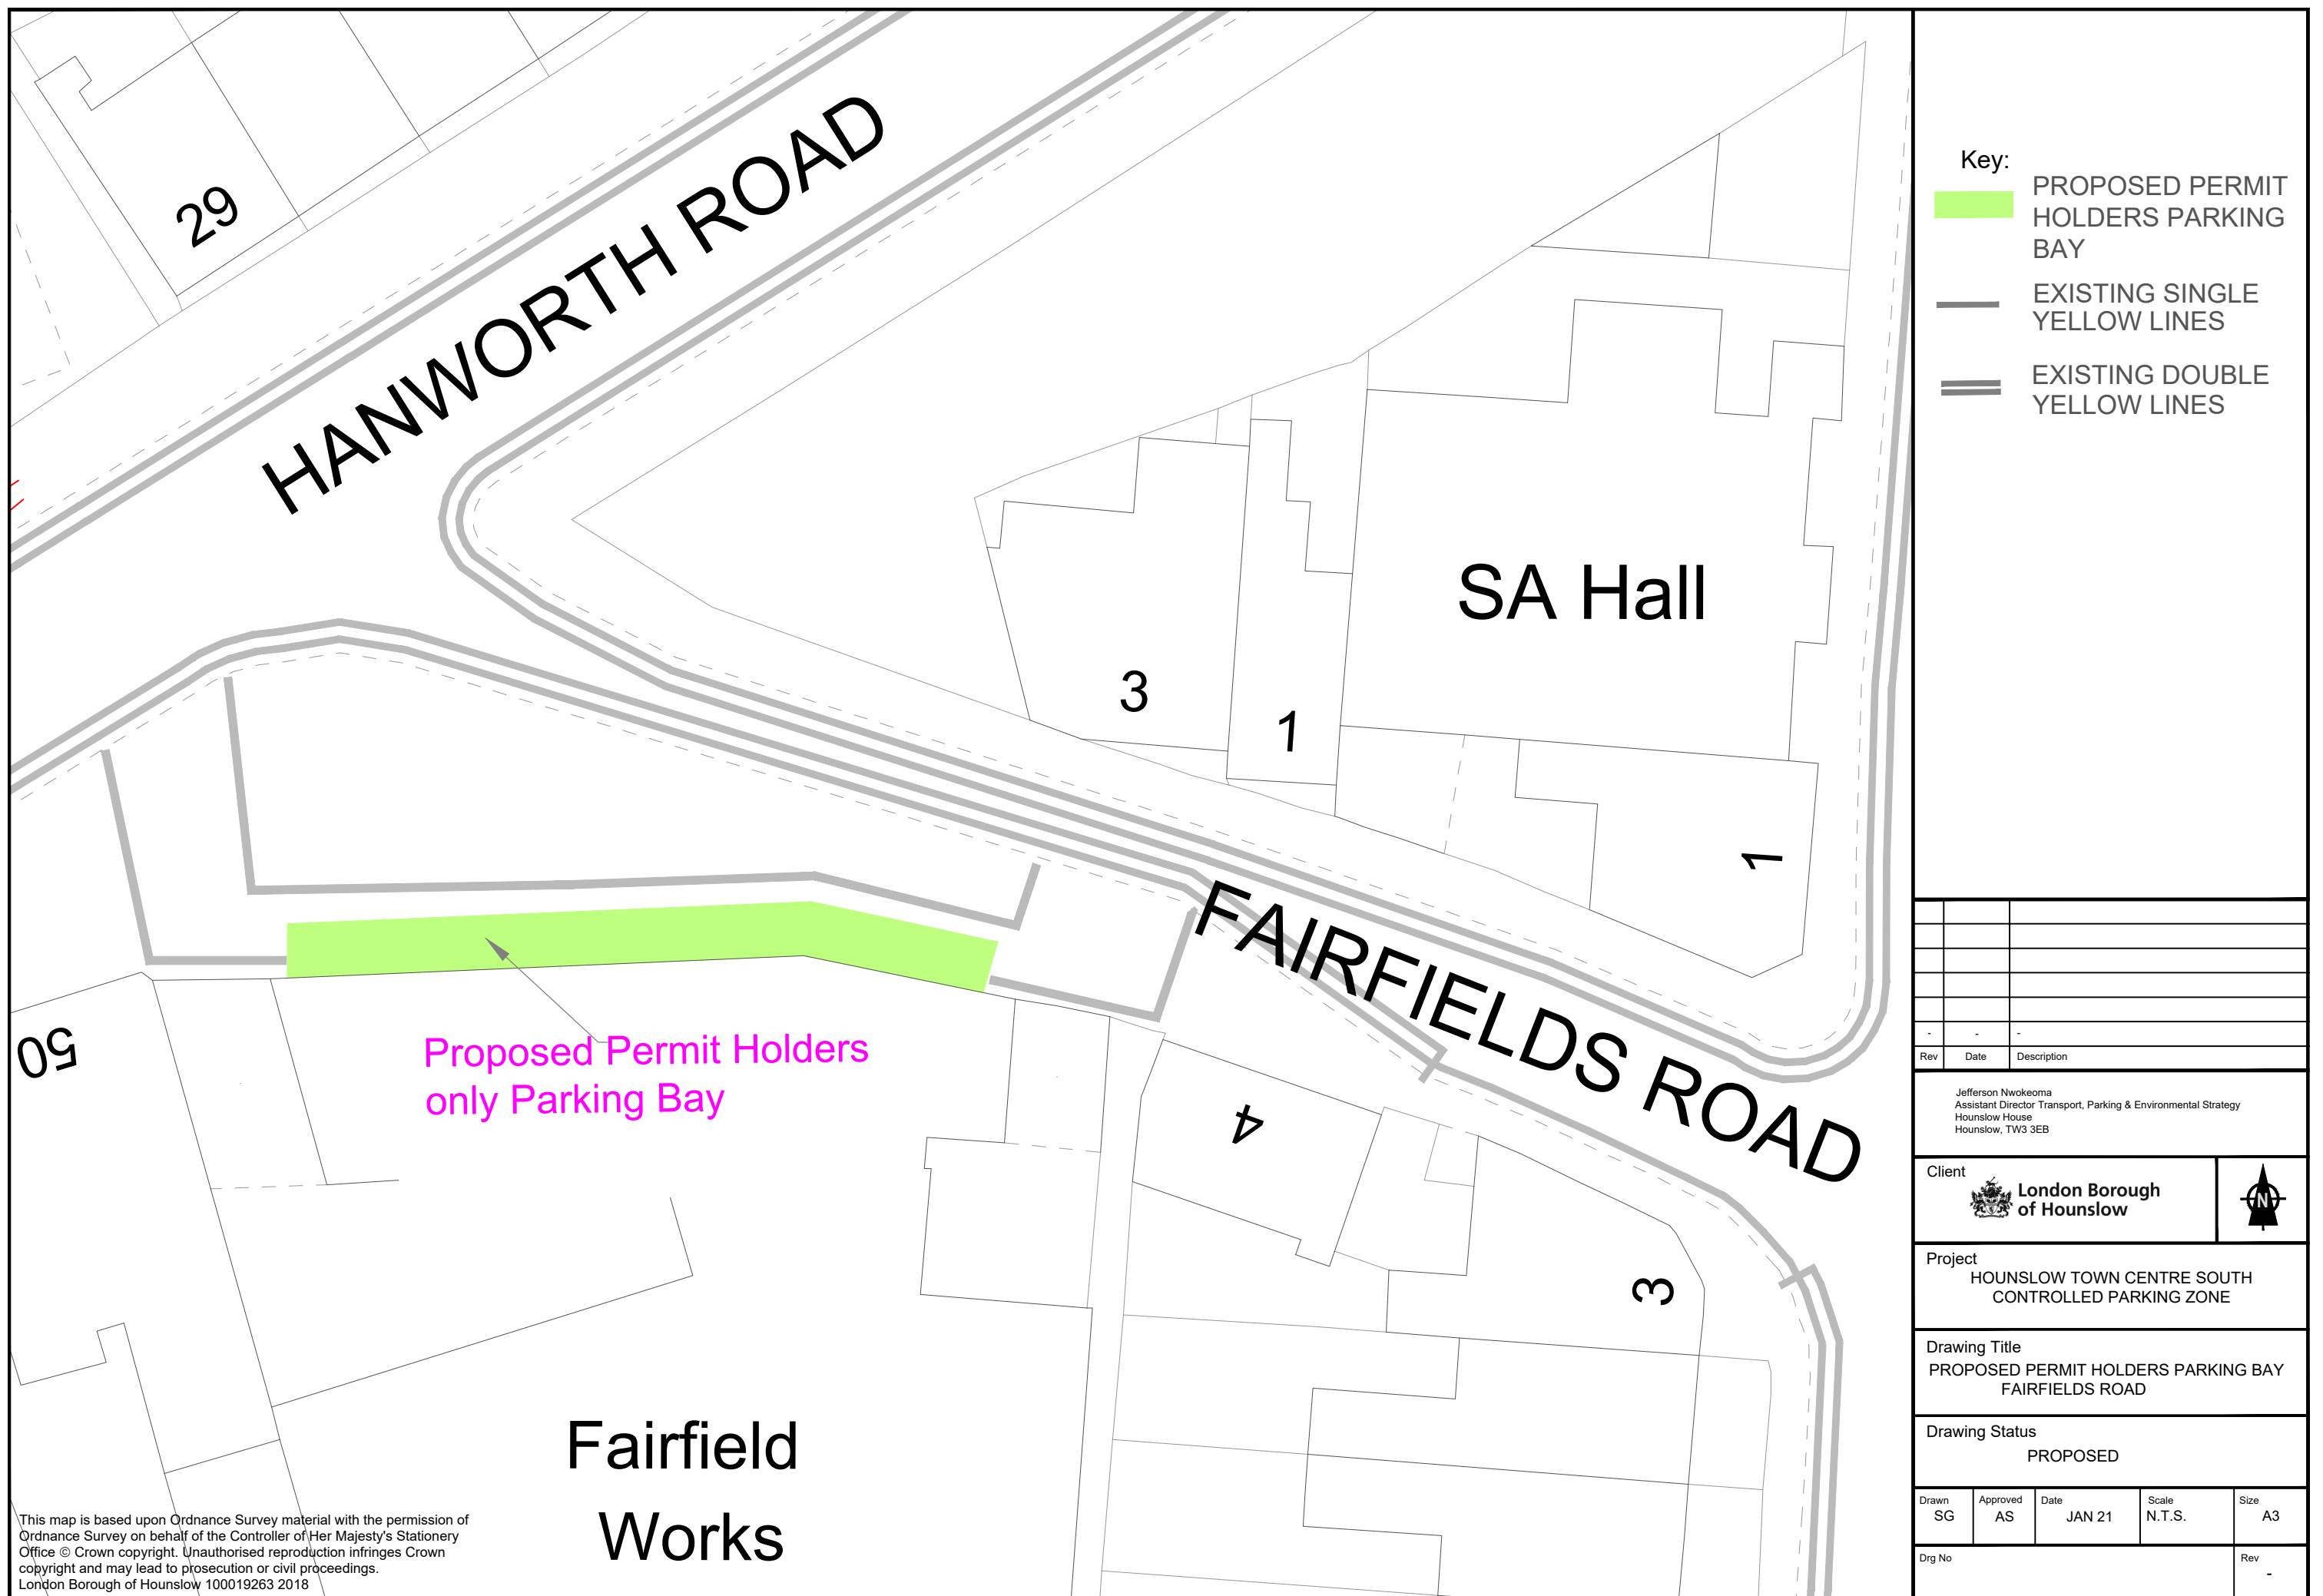 29
HANWORTH ROAD
SA Hall
3
1
1
FAIRFIELDS ROAD
50
Proposed Permit Holders
only Parking Bay
4
3
Fairfield
Works
This map is based upon Ordnance Survey material with the permission of
Ordnance Survey on behalf of the Controller of Her Majesty's Stationery
Office © Crown copyright. Unauthorised reproduction infringes Crown
copyright and may lead to prosecution or civil proceedings.
London Borough of Hounslow 100019263 2018
Key:
PROPOSED PERMIT
HOLDERS PARKING
BAY
EXISTING SINGLE
YELLOW LINES
EXISTING DOUBLE
YELLOW LINES
- - -
Rev Date Description
Jefferson Nwokeoma
Assistant Director Transport, Parking & Environmental Strategy
Hounslow House
Hounslow, TW3 3EB
Client
London Borough
of Hounslow
N
Project
HOUNSLOW TOWN CENTRE SOUTH
CONTROLLED PARKING ZONE
Drawing Title
PROPOSED PERMIT HOLDERS PARKING BAY
FAIRFIELDS ROAD
Drawing Status
PROPOSED
Drawn Approved Date Scale Size
SG AS JAN 21 N.T.S. A3
Drg No Rev
-